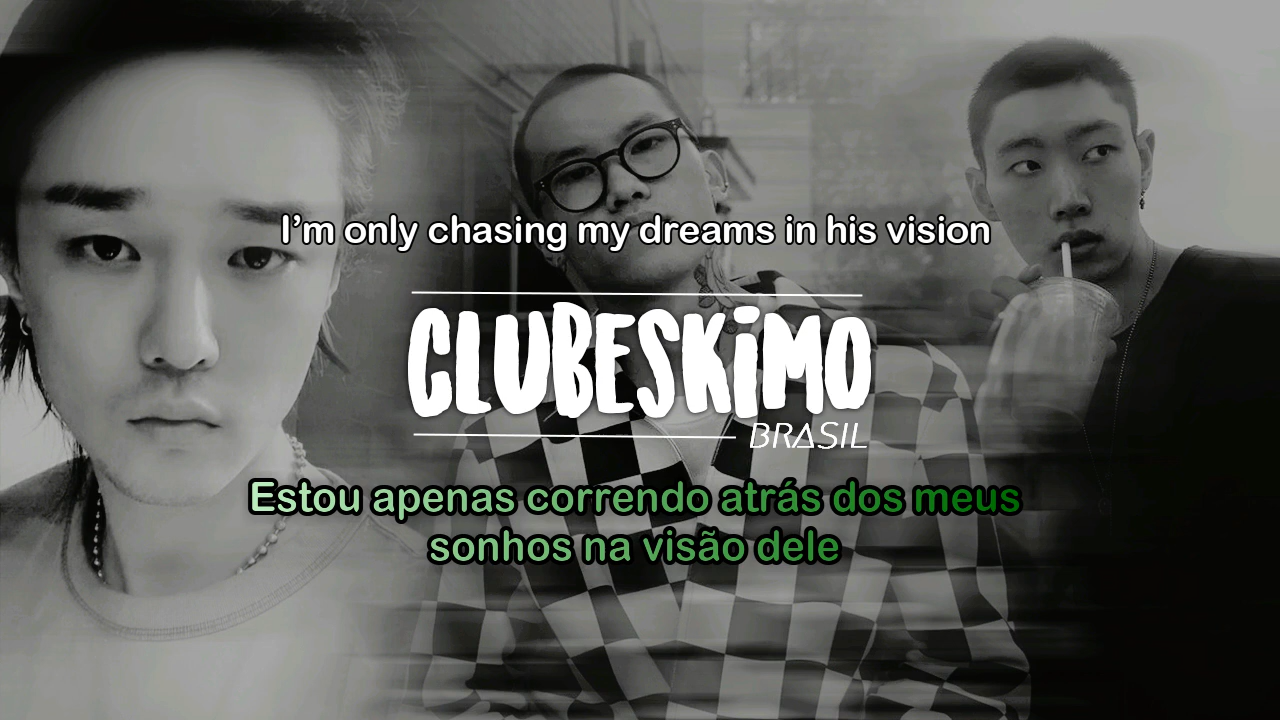 I’m only chasing my dreams in his vision
CLUBESKiMO
BRASIL
Estou apenas correndo atrás dos meus
sonhos na visão dele